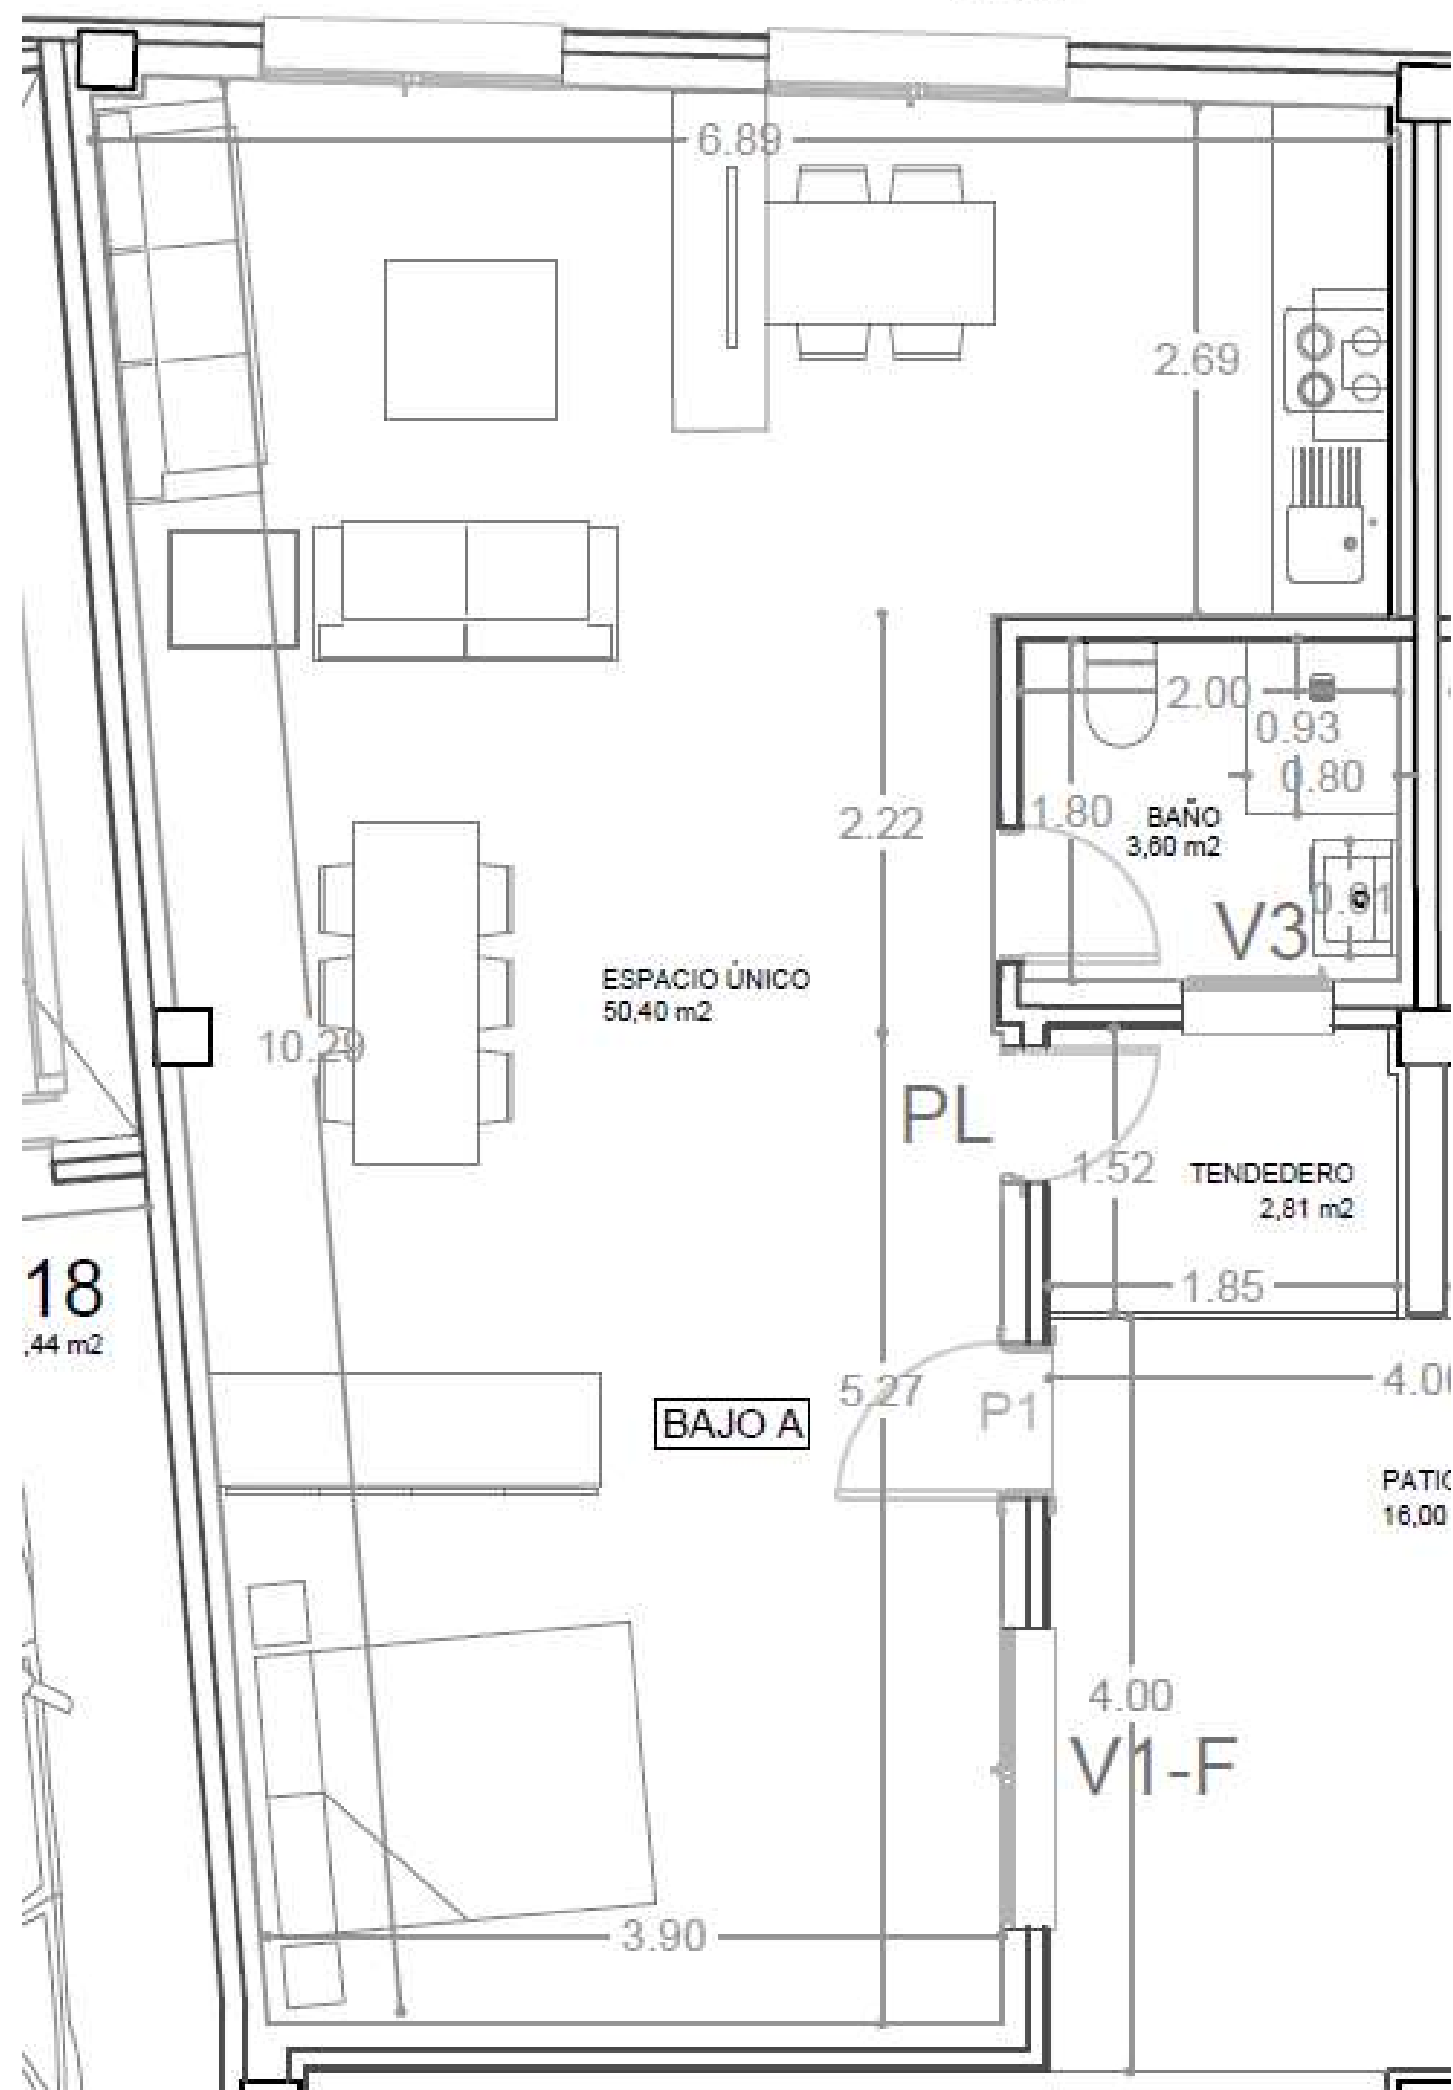 6.89
2.69
2.00
0.93
0.80
1.80
BAÑO
3,60 m2
2.22
V3
ESPACIO ÚNICO
50,40 m2
10.29
PL
1.52
TENDEDERO
2,81 m2
1.85
18
,44 m2
5.27
P1
4.00
BAJO A
PATIO
16,00
4.00
V1-F
3.90